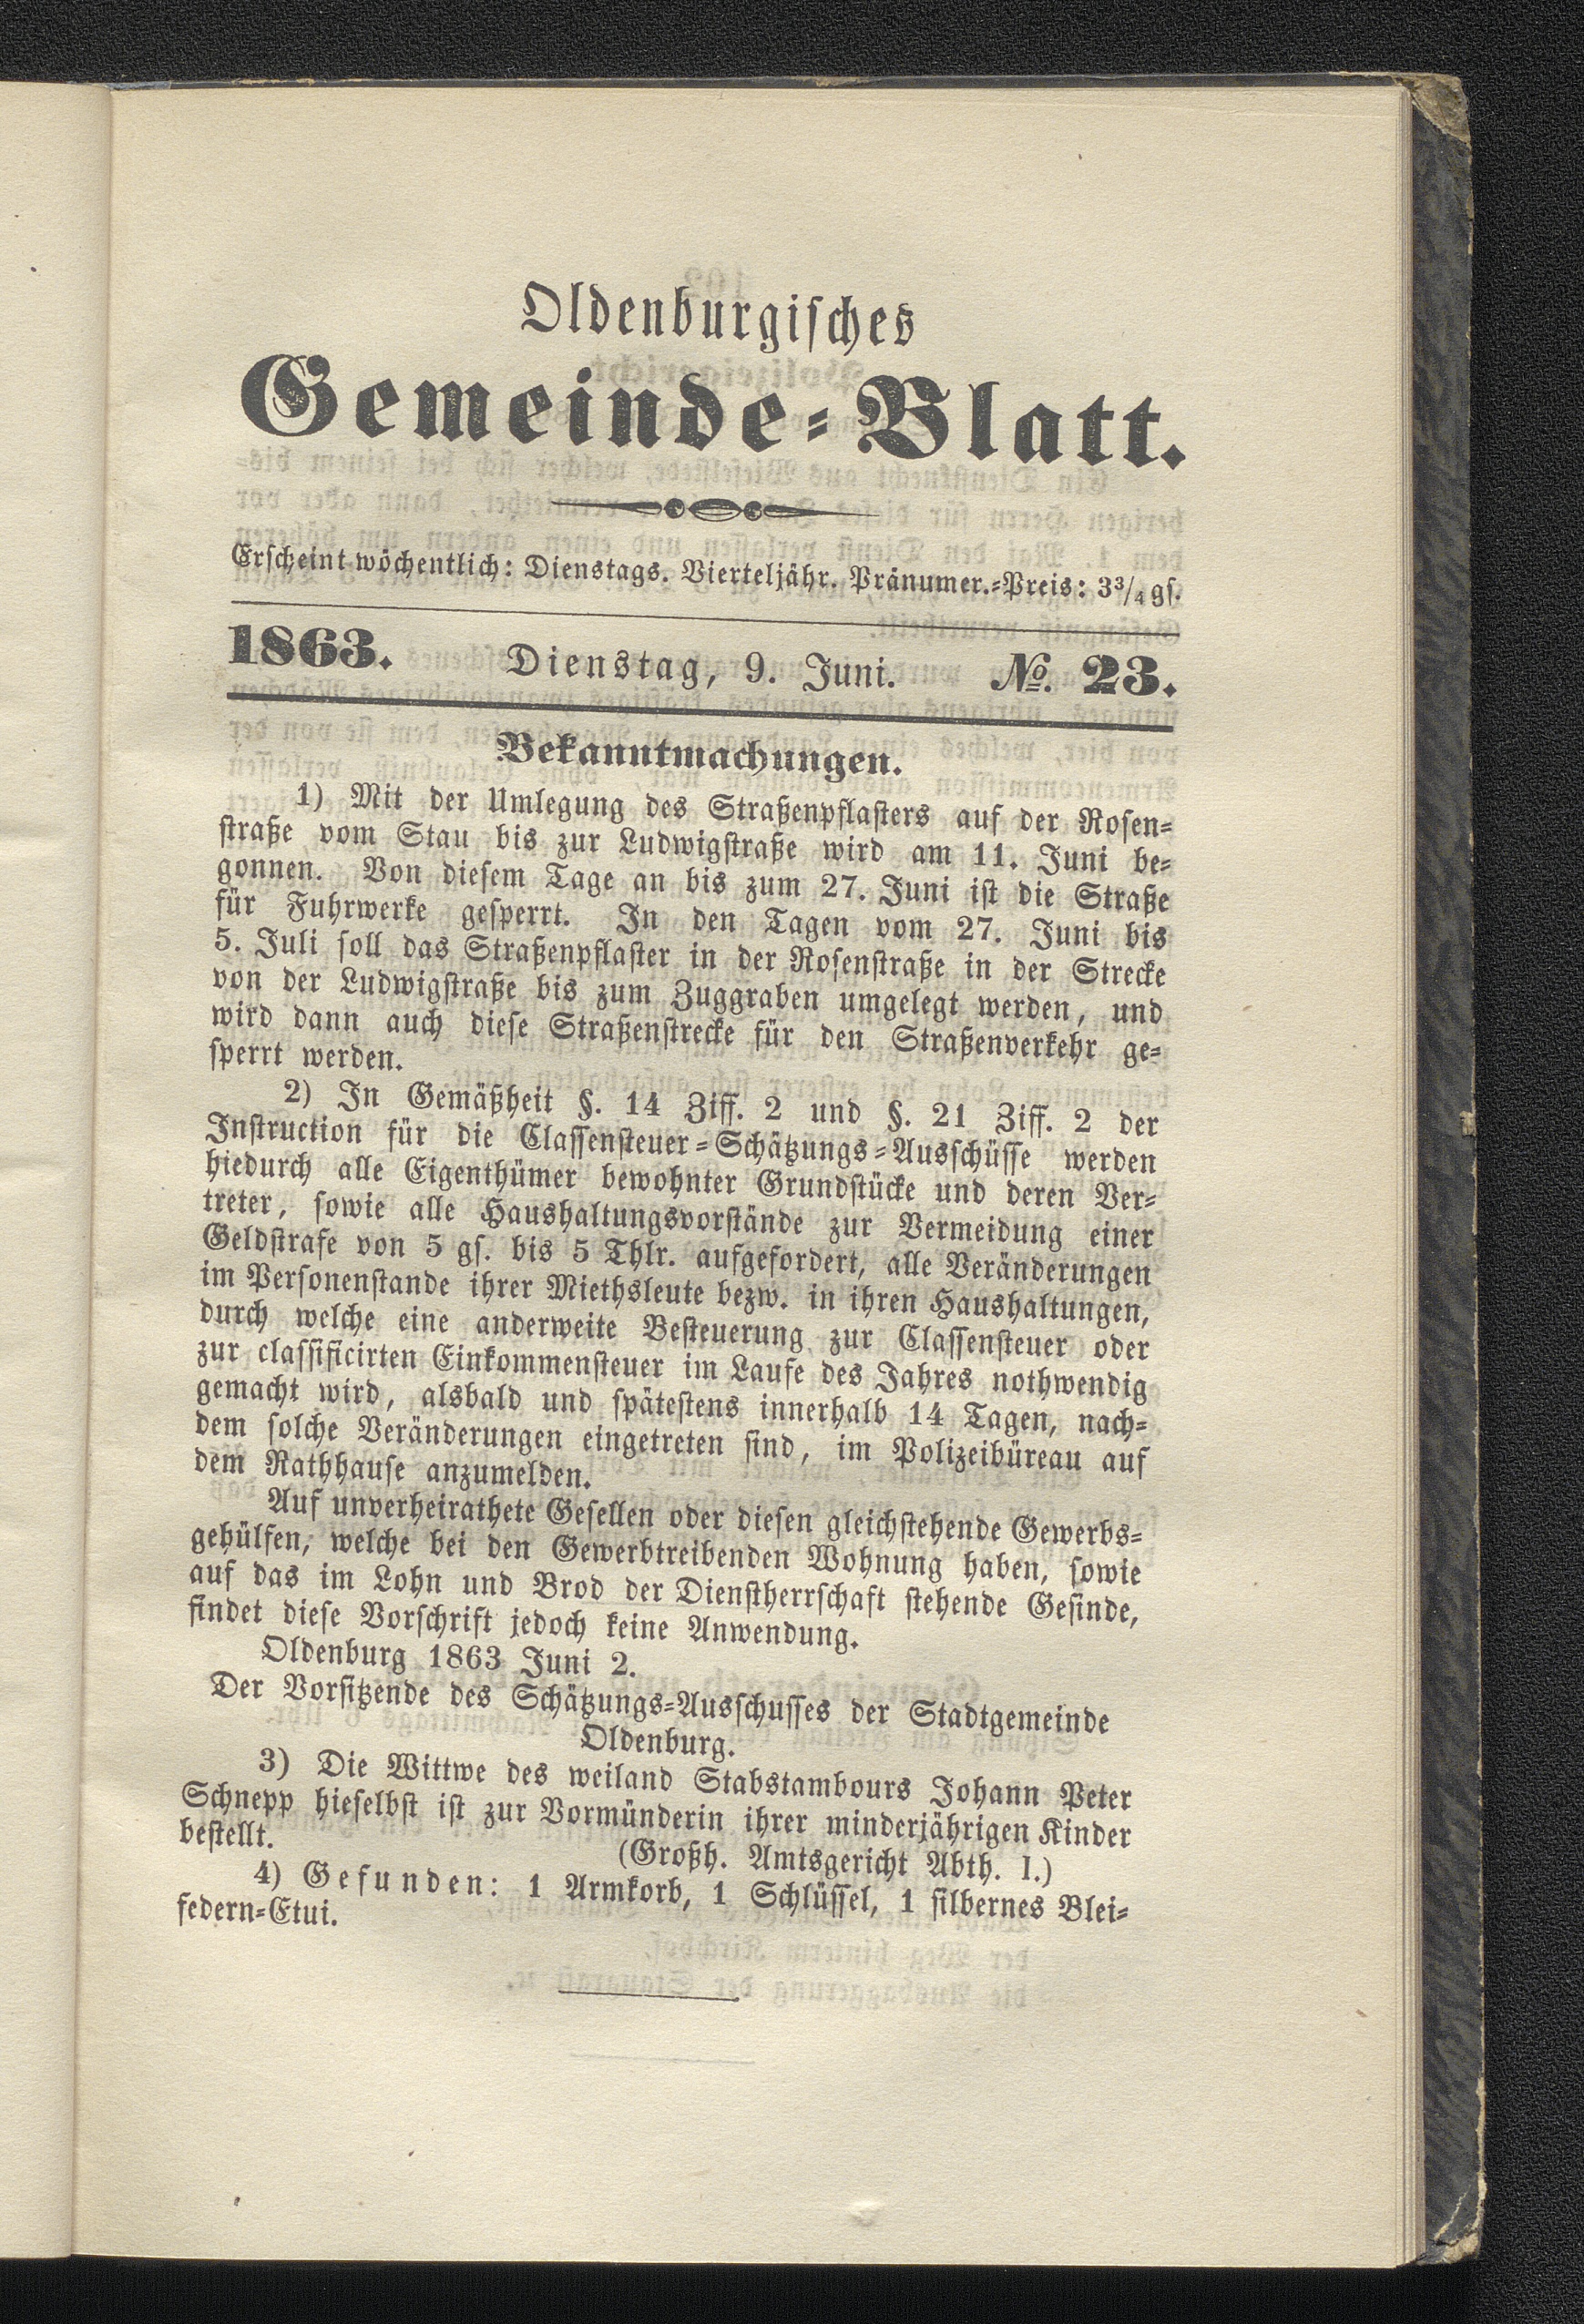 Oldenburgisches
Gemeinde-Blatt.
Erscheint wöchentlich: Dienstags. Vierteljähr. Pränumer.-Preis: 3 3/4 gs.
1863. Dienstag, 9. Juni. No. 23.
Bekanntmachungen.
1) Mit der Umlegung des Straßenpflasters auf der Rosen-
straße vom Stau bis zur Ludwigstraße wird am 11. Juni be-
gonnen. Von diesem Tage an bis zum 27. Juni ist die Straße
für Fuhrwerke gesperrt. In den Tagen vom 27. Juni bis
5. Juli soll das Straßenpflaster in der Rosenstraße in der Strecke
von der Ludwigstraße bis zum Zuggraben umgelegt werden, und
wird dann auch diese Straßenstrecke für den Straßenverkehr ge-
sperrt werden.
2) In Gemäßheit §. 14 Ziff. 2 und §. 21 Ziff. 2 der
Instruction für die Classensteuer-Schätzungs-Ausschüsse werden
hiedurch alle Eigenthümer bewohnter Grundstücke und deren Ver-
treter, sowie alle Haushaltungsvorstände zur Vermeidung einer
Geldstrafe von 5 gs. bis 5 Thlr. aufgefordert, alle Veränderungen
im Personenstande ihrer Miethsleute bezw. in ihren Haushaltungen,
durch welche eine anderweite Besteuerung zur Classensteuer oder
zur classificirten Einkommensteuer im Laufe des Jahres nothwendig
gemacht wird, alsbald und spätestens innerhalb 14 Tagen, nach-
dem solche Veränderungen eingetreten sind, im Polizeibüreau auf
dem Rathhause anzumelden.
Auf unverheirathete Gesellen oder diesen gleichstehende Gewerbs-
gehülfen, welche bei den Gewerbtreibenden Wohnung haben, sowie
auf das im Lohn und Brod der Dienstherrschaft stehende Gesinde,
findet diese Vorschrift jedoch keine Anwendung.
Oldenburg 1863 Juni 2.
Der Vorsitzende des Schätzungs-Ausschusses der Stadtgemeinde
Oldenburg.
3) Die Wittwe des weiland Stabstambours Johann Peter
Schnepp hieselbst ist zur Vormünderin ihrer minderjährigen Kinder
bestellt. (Großh. Amtsgericht Abth. I.)
4) Gefunden: 1 Armkorb, 1 Schlüssel, 1 silbernes Blei-
federn-Etui.